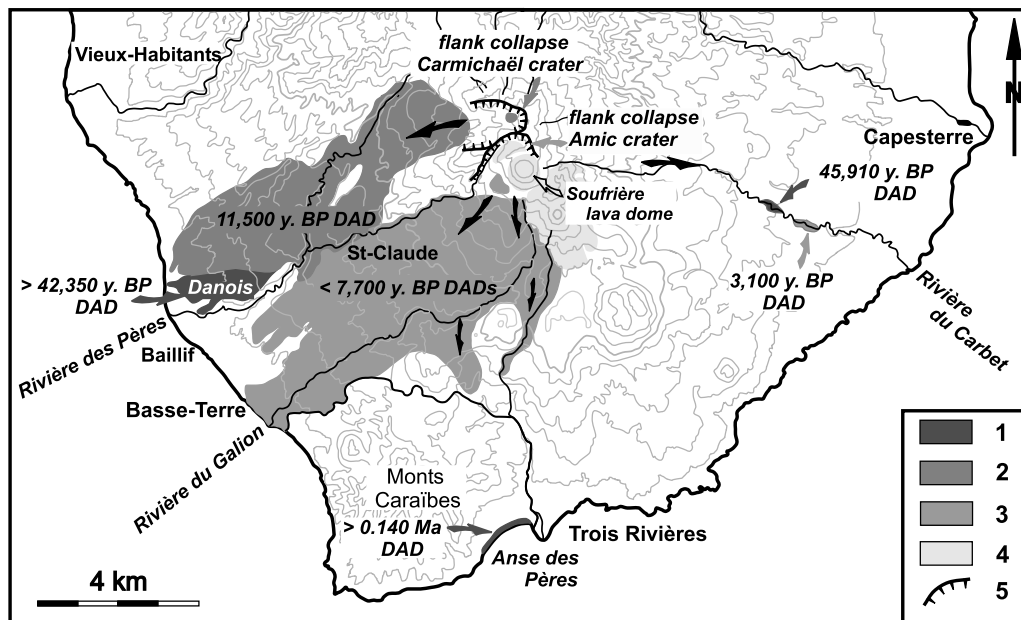 Vieux-Habitants
flank collapse
Carmichaël crater
N
flank collapse
Amic crater
Capesterre
45,910 y. BP
DAD
Soufrière
lava dome
11,500 y. BP DAD
St-Claude
< 7,700 y. BP DADs
> 42,350 y. BP
DAD
Danois
3,100 y. BP
DAD
Rivière
du Carbet
Rivière des Pères
Baillif
Basse-Terre
Rivière du Galion
Monts
Caraïbes
> 0.140 Ma
DAD
Trois Rivières
Anse des
Pères
4 km
1
2
3
4
5